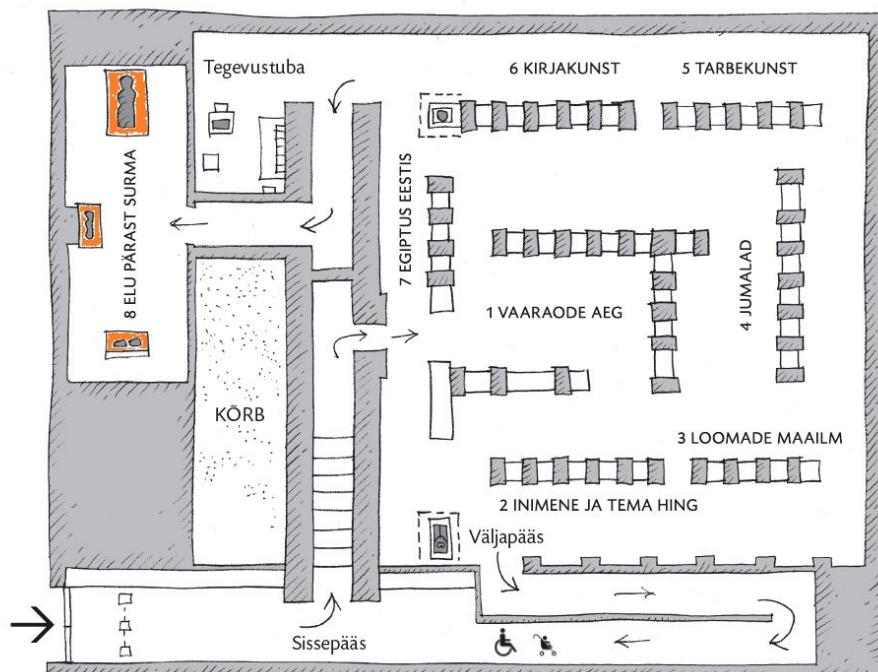 Tegevustuba
6 KIRJAKUNST
5 TARBEKUNST
8 ELU PÄRAST SURMA
7 EGIPTUS EESTIS
4 JUMALAD
1 VAARAODE AEG
KÕRB
3 LOOMADE MAAILM
2 INIMENE JA TEMA HING
Väljapääs
Sissepääs